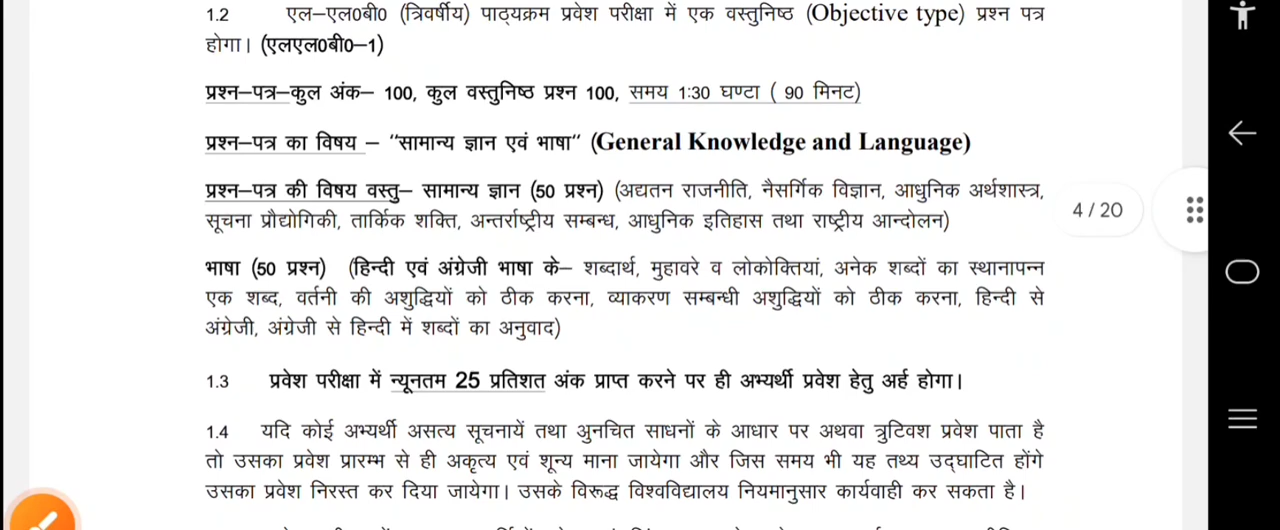 1.2 एल–एल0बी0 (त्रिवर्षीय) पाठ्यक्रम प्रवेश परीक्षा में एक वस्तुनिष्ठ (Objective type) प्रश्न पत्र
होगा। (एलएल0बी0–1)
प्रश्न–पत्र–कुल अंक– 100, कुल वस्तुनिष्ठ प्रश्न 100, समय 1:30 घण्टा ( 90 मिनट)
प्रश्न–पत्र का विषय – "सामान्य ज्ञान एवं भाषा" (General Knowledge and Language)
प्रश्न–पत्र की विषय वस्तु– सामान्य ज्ञान (50 प्रश्न) (अद्यतन राजनीति, नैसर्गिक विज्ञान, आधुनिक अर्थशास्त्र,
सूचना प्रौद्योगिकी, तार्किक शक्ति, अन्तर्राष्ट्रीय सम्बन्ध, आधुनिक इतिहास तथा राष्ट्रीय आन्दोलन)
4 / 20
भाषा (50 प्रश्न) (हिन्दी एवं अंग्रेजी भाषा के– शब्दार्थ, मुहावरे व लोकोक्तियां, अनेक शब्दों का स्थानापन्न
एक शब्द, वर्तनी की अशुद्धियों को ठीक करना, व्याकरण सम्बन्धी अशुद्धियों को ठीक करना, हिन्दी से
अंग्रेजी, अंग्रेजी से हिन्दी में शब्दों का अनुवाद)
1.3 प्रवेश परीक्षा में न्यूनतम 25 प्रतिशत अंक प्राप्त करने पर ही अभ्यर्थी प्रवेश हेतु अर्ह होगा।
1.4 यदि कोई अभ्यर्थी असत्य सूचनायें तथा अुनचित साधनों के आधार पर अथवा त्रुटिवश प्रवेश पाता है
तो उसका प्रवेश प्रारम्भ से ही अकृत्य एवं शून्य माना जायेगा और जिस समय भी यह तथ्य उद्घाटित होंगे
उसका प्रवेश निरस्त कर दिया जायेगा। उसके विरूद्ध विश्वविद्यालय नियमानुसार कार्यवाही कर सकता है।